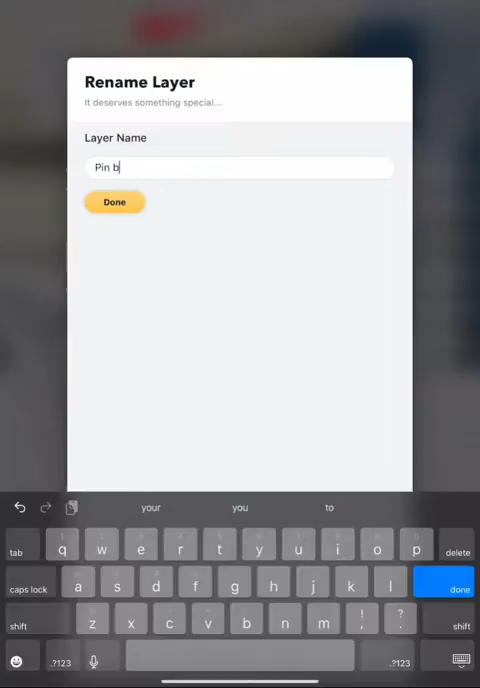 Rename Layer
It deserves something special...
Layer Name
Pin b
Done
your you to
tab q w e r t y u i o p delete
caps lock a s d f g h j k l done
shift z x c v b n m ! , ? . shift
.?123 .?123